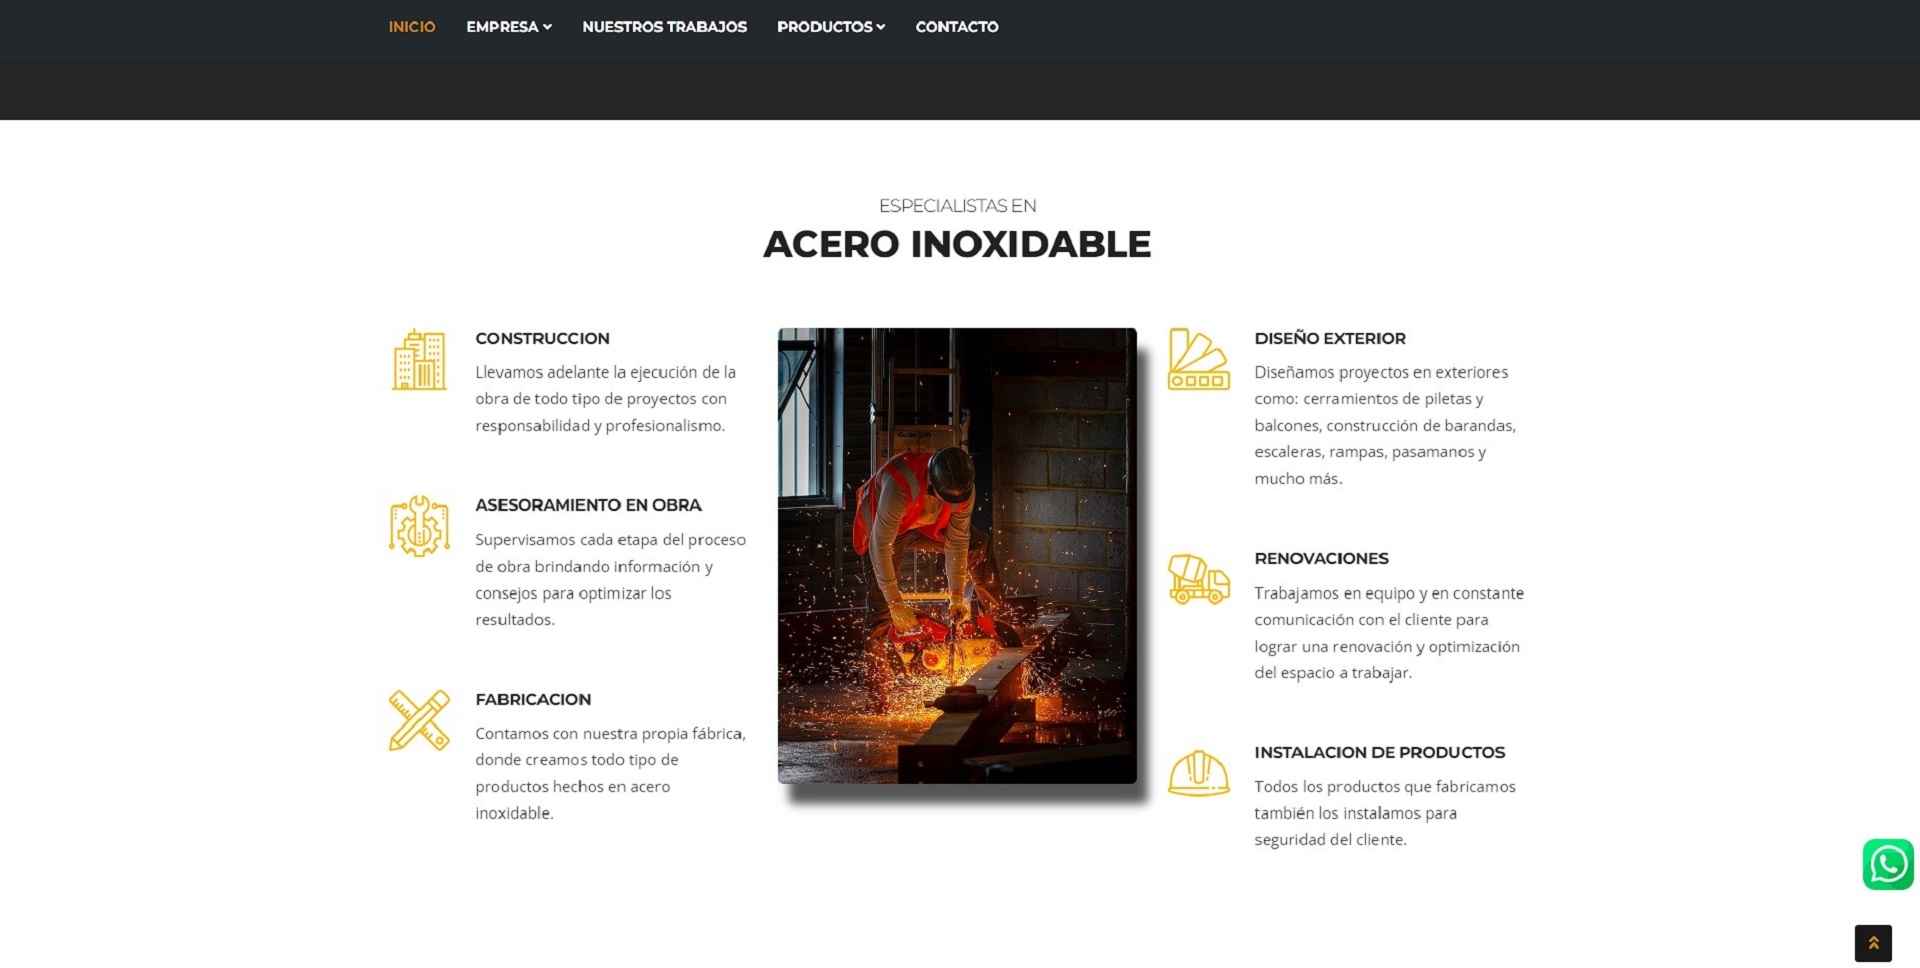 INICIO EMPRESA NUESTROS TRABAJOS PRODUCTOS CONTACTO
ESPECIALISTAS EN
ACERO INOXIDABLE
CONSTRUCCION
Llevamos adelante la ejecución de la
obra de todo tipo de proyectos con
responsabilidad y profesionalismo.
ASESORAMIENTO EN OBRA
Supervisamos cada etapa del proceso
de obra brindando información y
consejos para optimizar los
resultados.
FABRICACION
Contamos con nuestra propia fábrica,
donde creamos todo tipo de
productos hechos en acero
inoxidable.
DISEÑO EXTERIOR
Diseñamos proyectos en exteriores
como: cerramientos de piletas y
balcones, construcción de barandas,
escaleras, rampas, pasamanos y
mucho más.
RENOVACIONES
Trabajamos en equipo y en constante
comunicación con el cliente para
lograr una renovación y optimización
del espacio a trabajar.
INSTALACION DE PRODUCTOS
Todos los productos que fabricamos
también los instalamos para
seguridad del cliente.